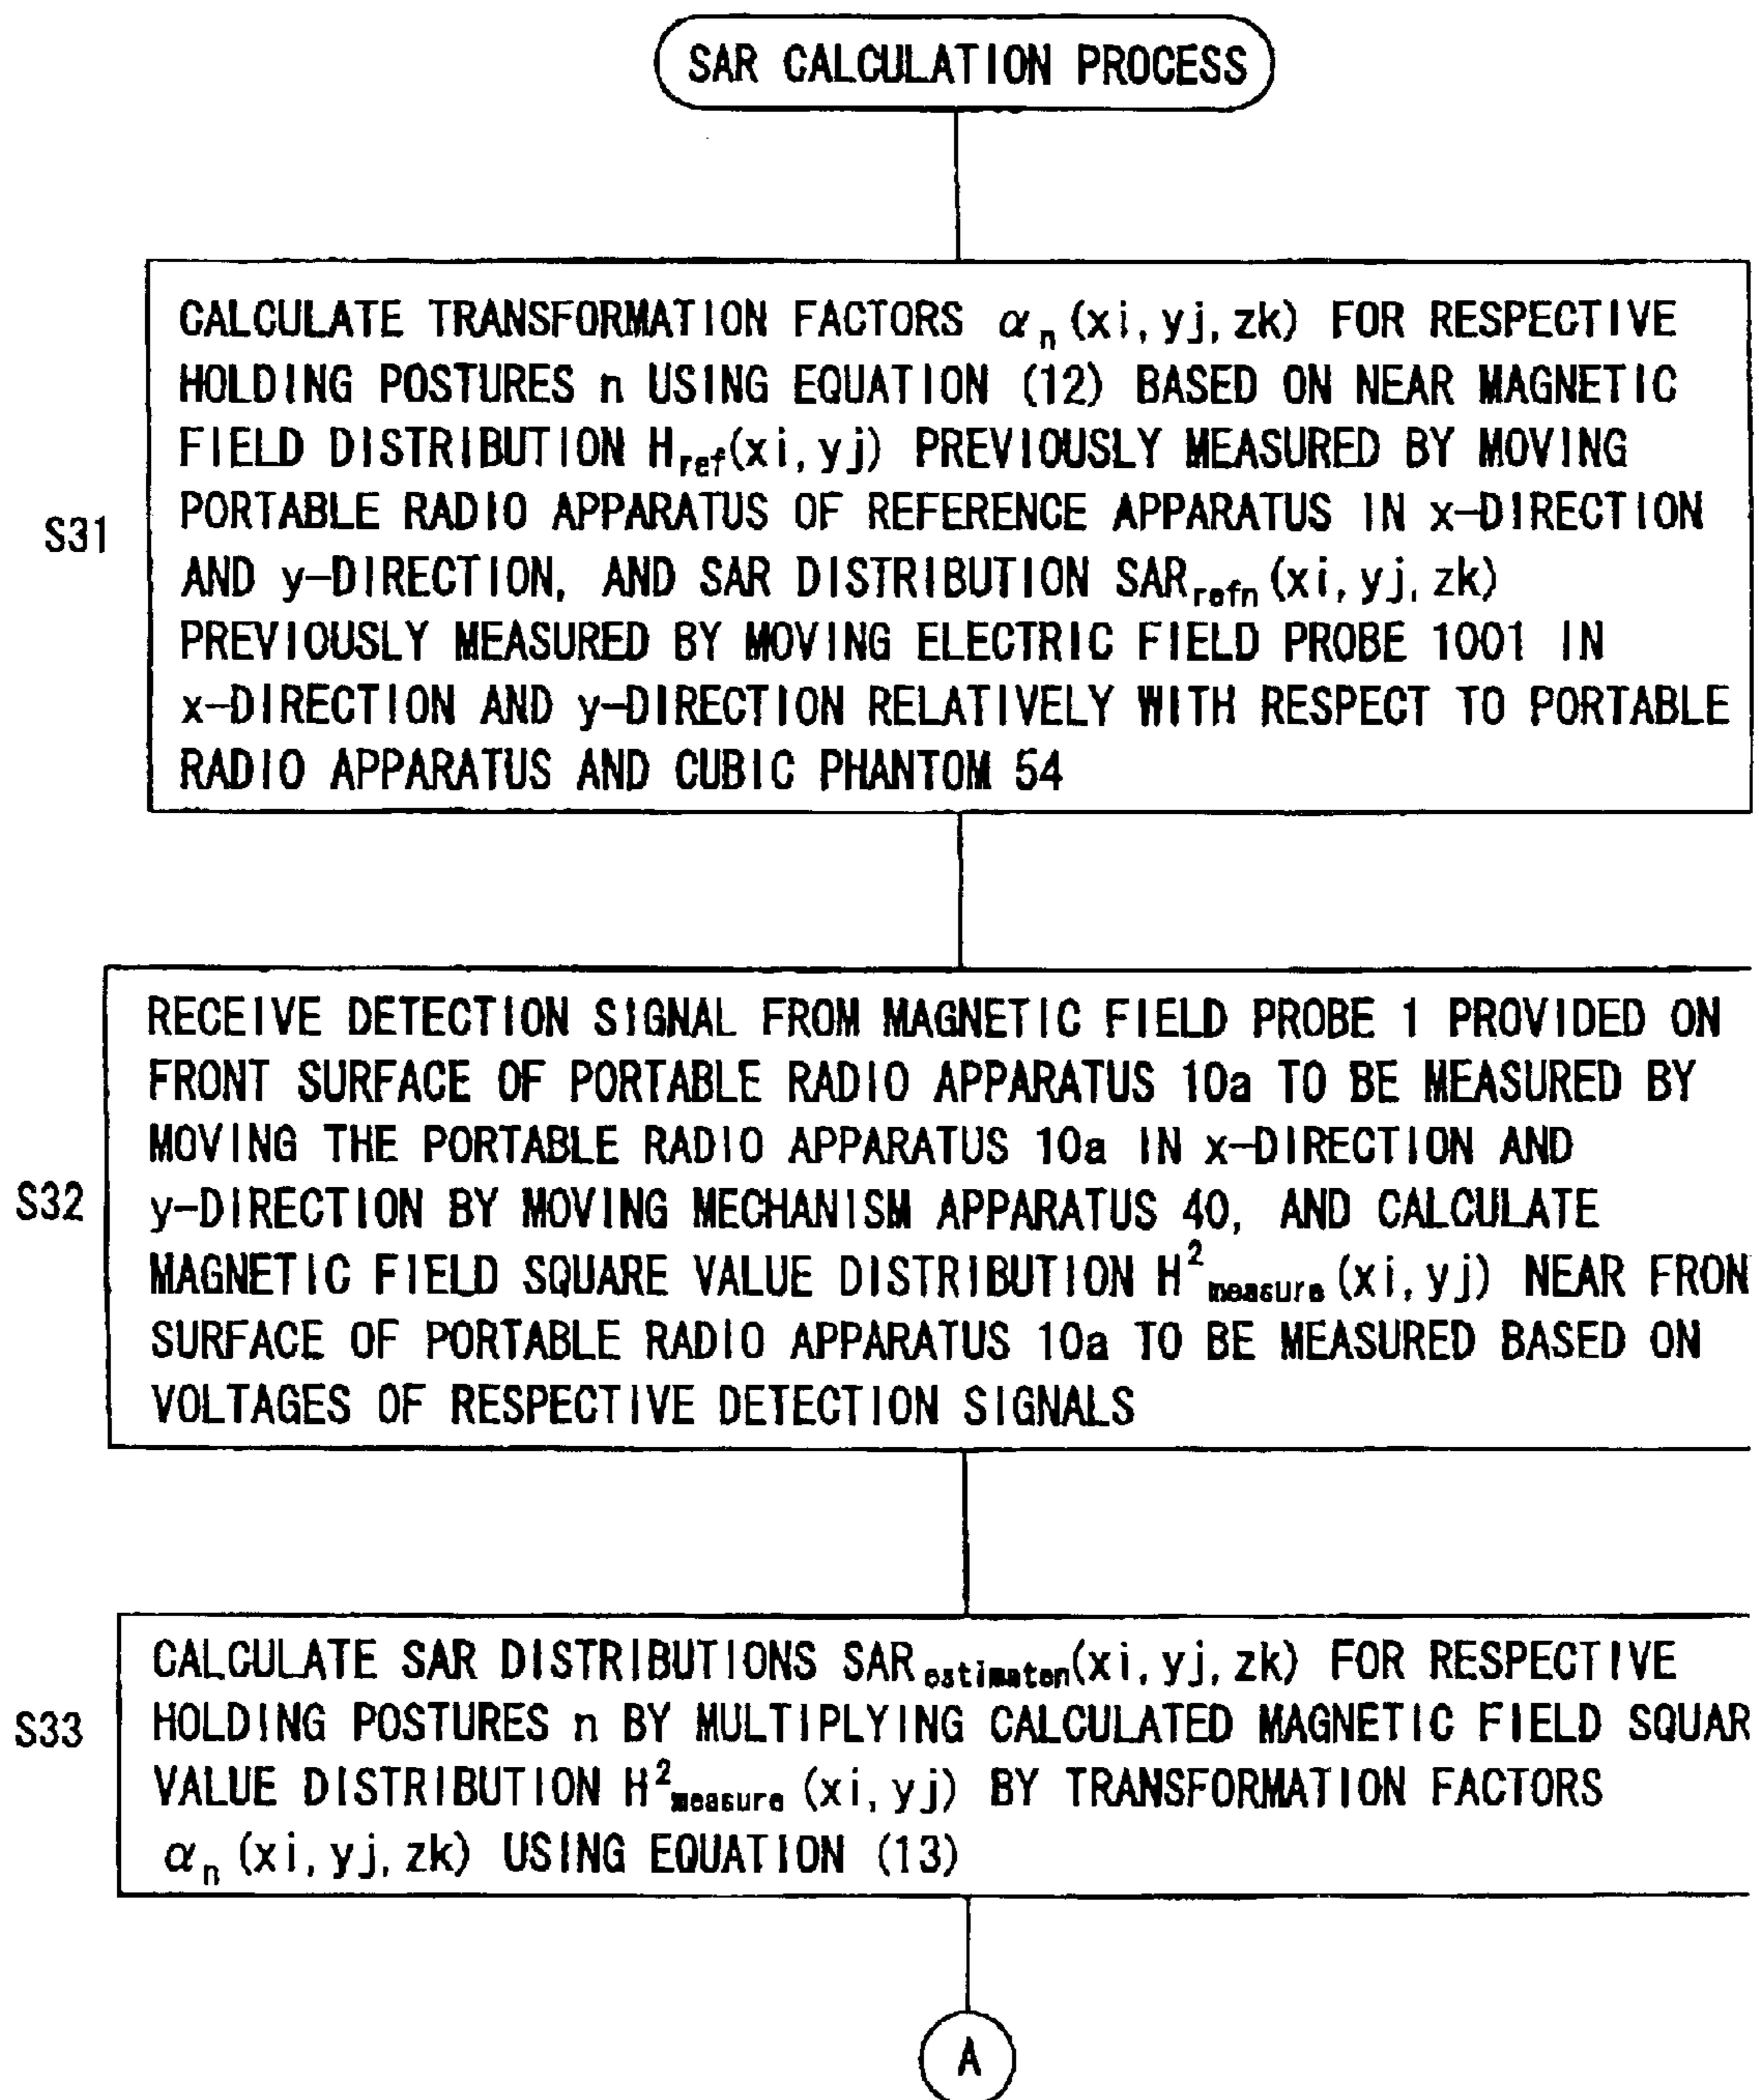 SAR CALCULATION PROCESS
S31
CALCULATE TRANSFORMATION FACTORS αn(xi, yj, zk) FOR RESPECTIVE
HOLDING POSTURES n USING EQUATION (12) BASED ON NEAR MAGNETIC
FIELD DISTRIBUTION Href(xi, yj) PREVIOUSLY MEASURED BY MOVING
PORTABLE RADIO APPARATUS OF REFERENCE APPARATUS IN x-DIRECTION
AND y-DIRECTION, AND SAR DISTRIBUTION SARrefn(xi, yj, zk)
PREVIOUSLY MEASURED BY MOVING ELECTRIC FIELD PROBE 1001 IN
x-DIRECTION AND y-DIRECTION RELATIVELY WITH RESPECT TO PORTABLE
RADIO APPARATUS AND CUBIC PHANTOM 54
S32
RECEIVE DETECTION SIGNAL FROM MAGNETIC FIELD PROBE 1 PROVIDED ON
FRONT SURFACE OF PORTABLE RADIO APPARATUS 10a TO BE MEASURED BY
MOVING THE PORTABLE RADIO APPARATUS 10a IN x-DIRECTION AND
y-DIRECTION BY MOVING MECHANISM APPARATUS 40, AND CALCULATE
MAGNETIC FIELD SQUARE VALUE DISTRIBUTION H²measure(xi, yj) NEAR FRON
SURFACE OF PORTABLE RADIO APPARATUS 10a TO BE MEASURED BASED ON
VOLTAGES OF RESPECTIVE DETECTION SIGNALS
S33
CALCULATE SAR DISTRIBUTIONS SARestimaten(xi, yj, zk) FOR RESPECTIVE
HOLDING POSTURES n BY MULTIPLYING CALCULATED MAGNETIC FIELD SQUAR
VALUE DISTRIBUTION H²measure(xi, yj) BY TRANSFORMATION FACTORS
αn(xi, yj, zk) USING EQUATION (13)
A